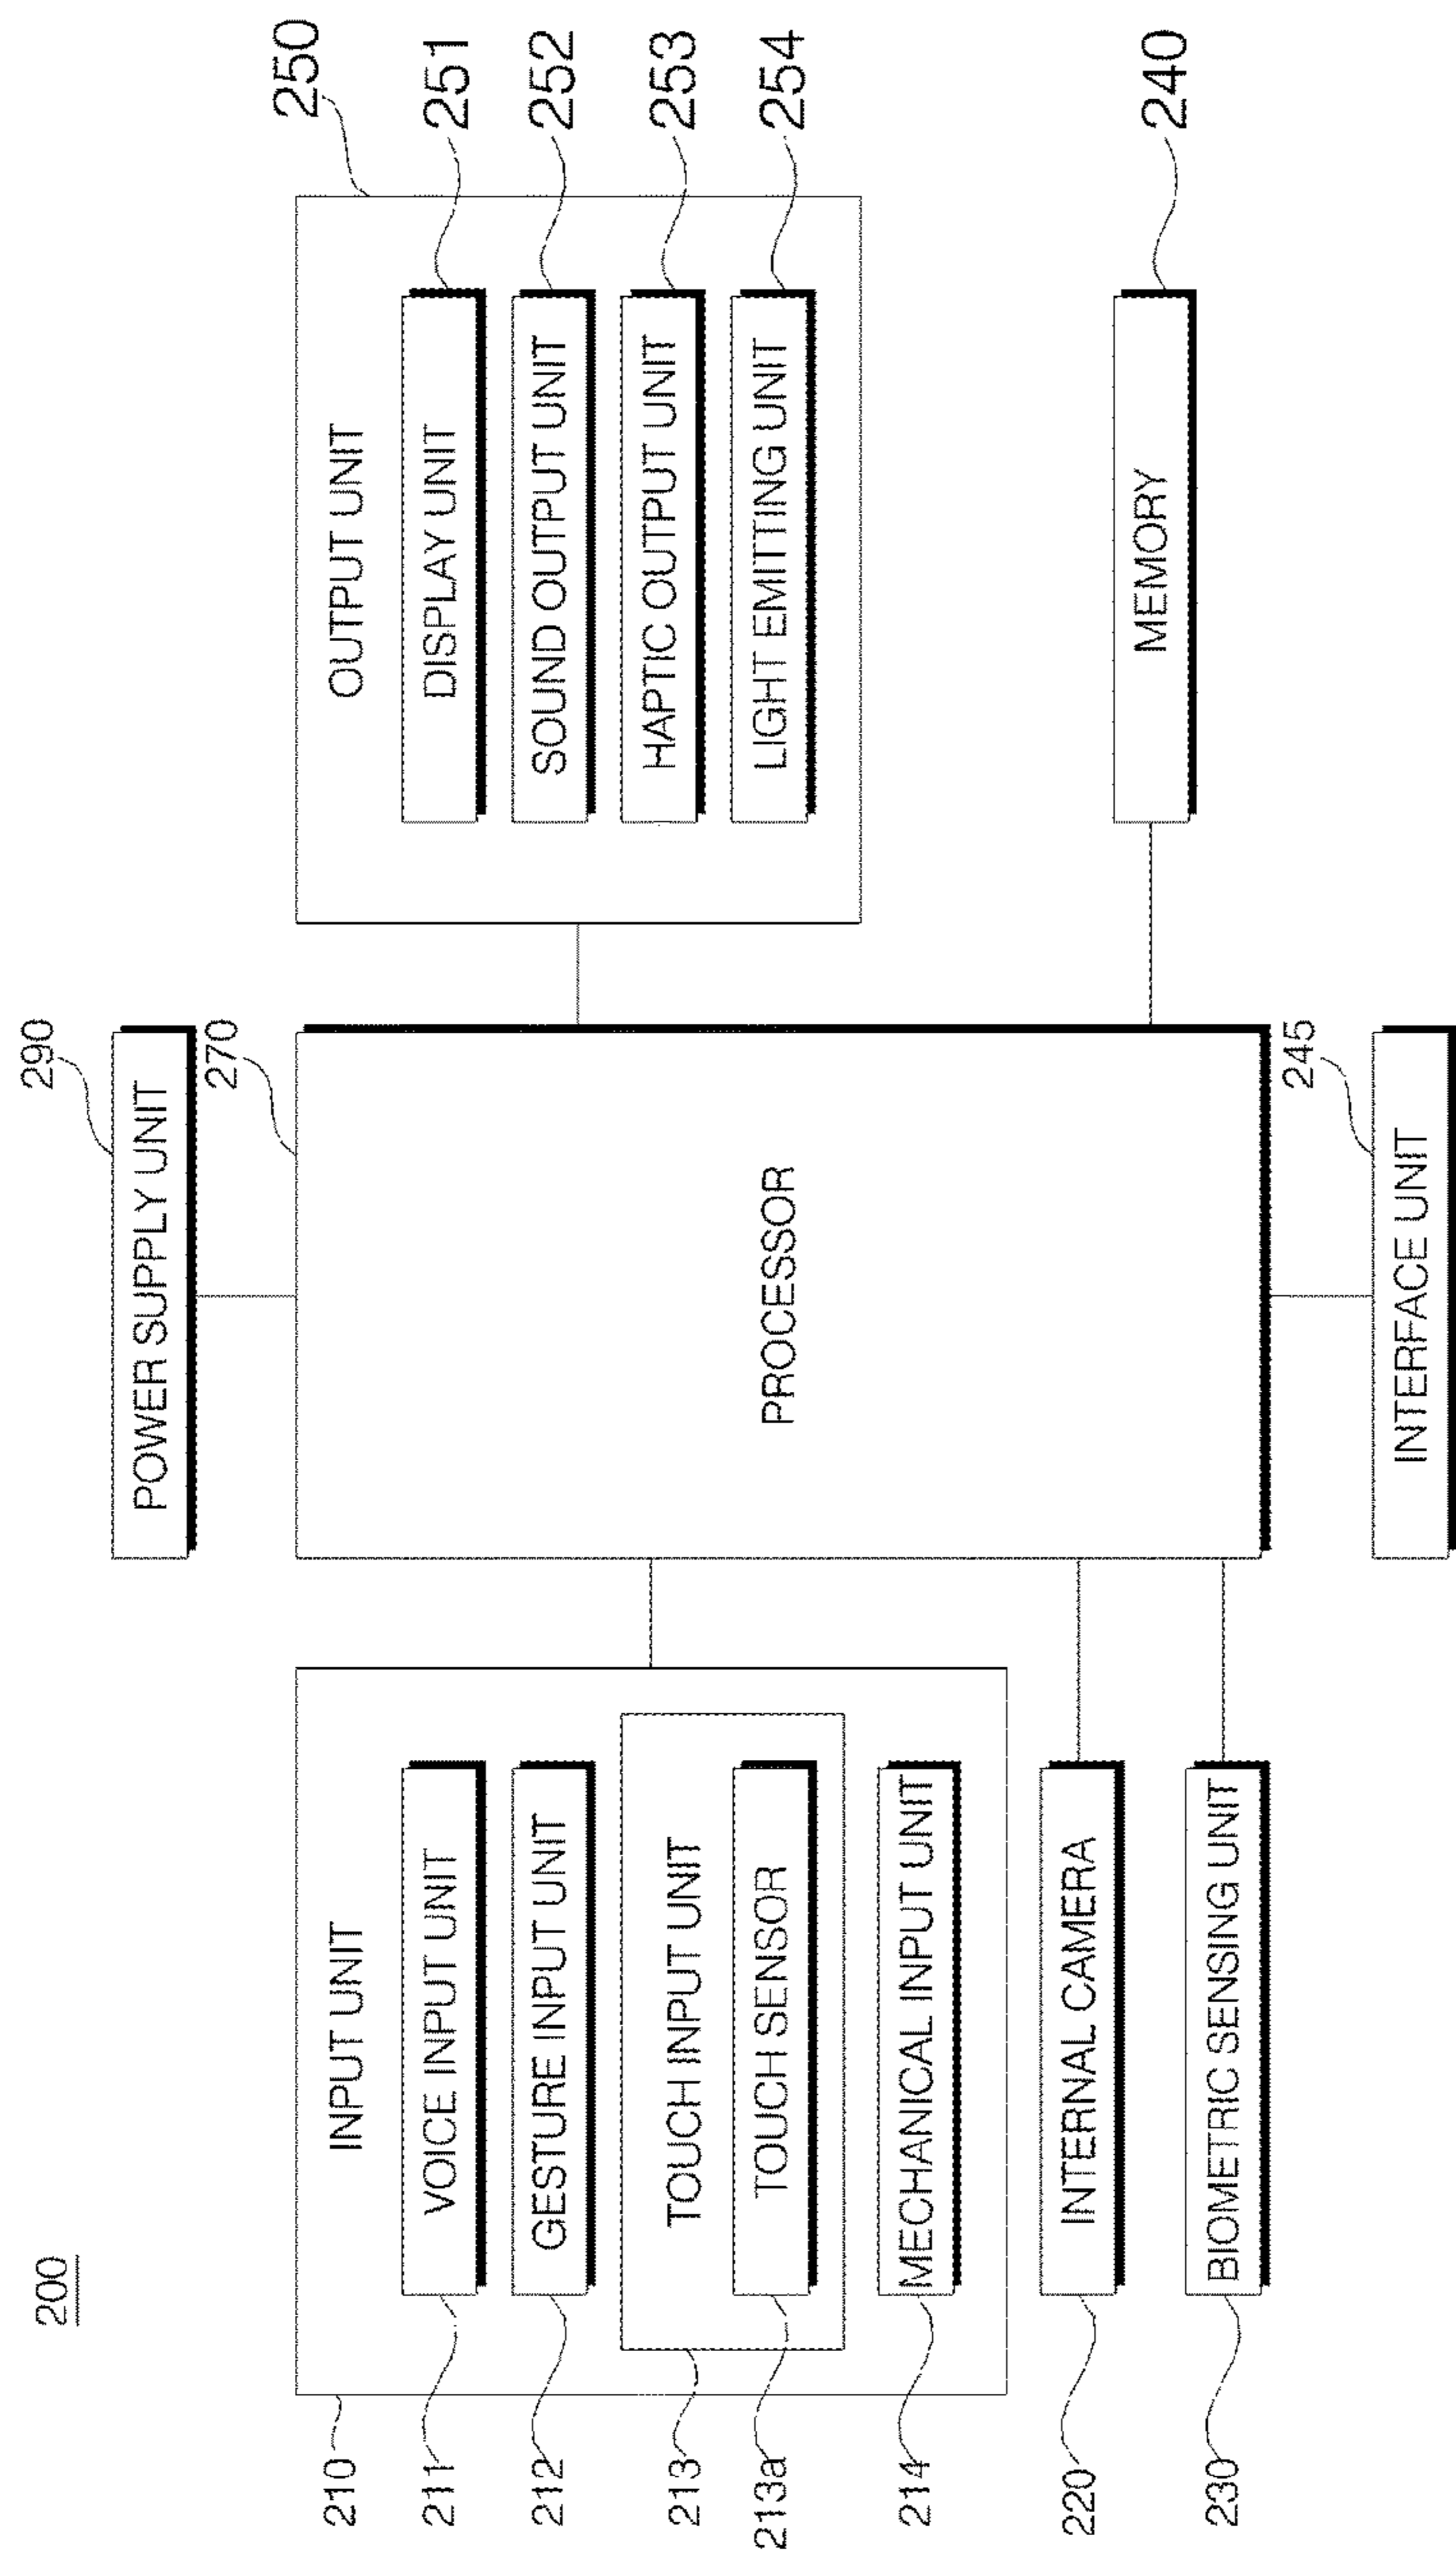 200
290
POWER SUPPLY UNIT
270
210
INPUT UNIT
211
VOICE INPUT UNIT
212
GESTURE INPUT UNIT
213
TOUCH INPUT UNIT
213a
TOUCH SENSOR
214
MECHANICAL INPUT UNIT
220
INTERNAL CAMERA
230
BIOMETRIC SENSING UNIT
PROCESSOR
250
OUTPUT UNIT
DISPLAY UNIT
251
SOUND OUTPUT UNIT
252
HAPTIC OUTPUT UNIT
253
LIGHT EMITTING UNIT
254
MEMORY
240
245
INTERFACE UNIT